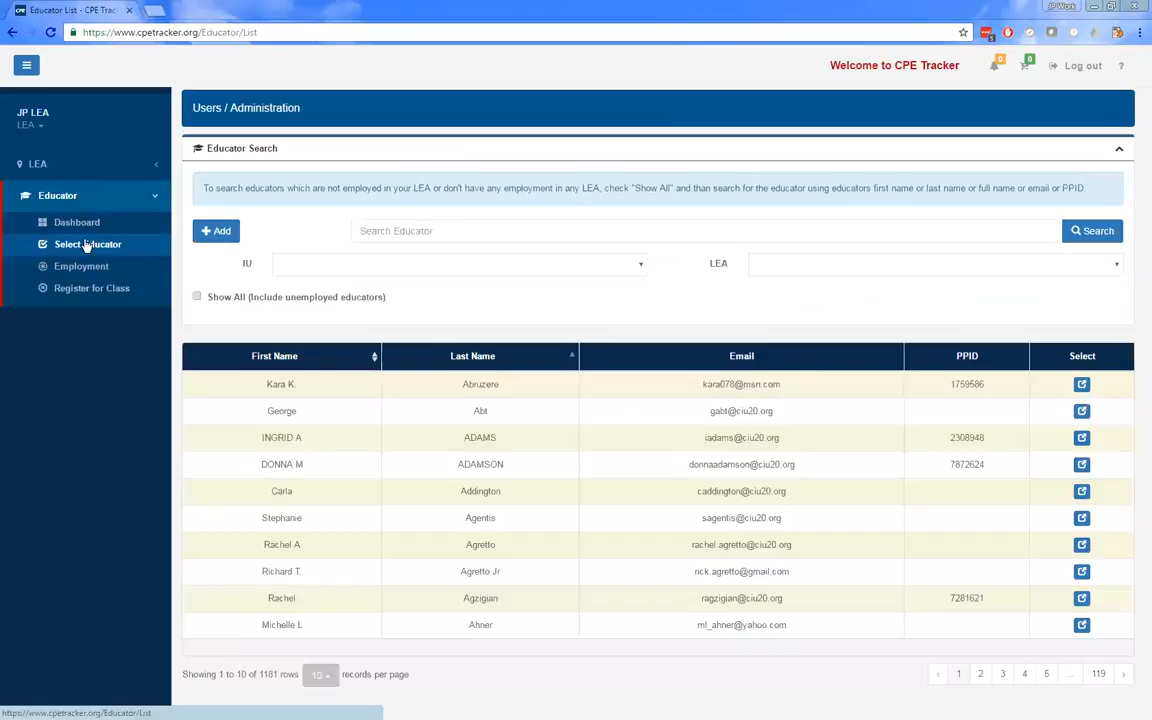 Educator List - CPE Trac
JP Work
https://www.cpetracker.org/Educator/List
Welcome to CPE Tracker
0
0
Log out
?
JP LEA
LEA
LEA
Educator
Dashboard
Select Educator
Employment
Register for Class
Users / Administration
Educator Search
To search educators which are not employed in your LEA or don't have any employment in any LEA, check "Show All" and than search for the educator using educators first name or last name or full name or email or PPID.
+ Add
Search Educator
Search
IU
LEA
Show All (Include unemployed educators)
First Name Last Name Email PPID Select
Kara K. Abruzere kara078@msn.com 1759586
George Abt gabt@ciu20.org
INGRID A ADAMS iadams@ciu20.org 2308948
DONNA M ADAMSON donnaadamson@ciu20.org 7872624
Carla Addington caddington@ciu20.org
Stephanie Agentis sagentis@ciu20.org
Rachel A Agretto rachel.agretto@ciu20.org
Richard T. Agretto Jr rick.agretto@gmail.com
Rachel Agzigian ragzigian@ciu20.org 7281621
Michelle L Ahner ml_ahner@yahoo.com
Showing 1 to 10 of 1181 rows 10 records per page
‹ 1 2 3 4 5 ... 119 ›
https://www.cpetracker.org/Educator/List